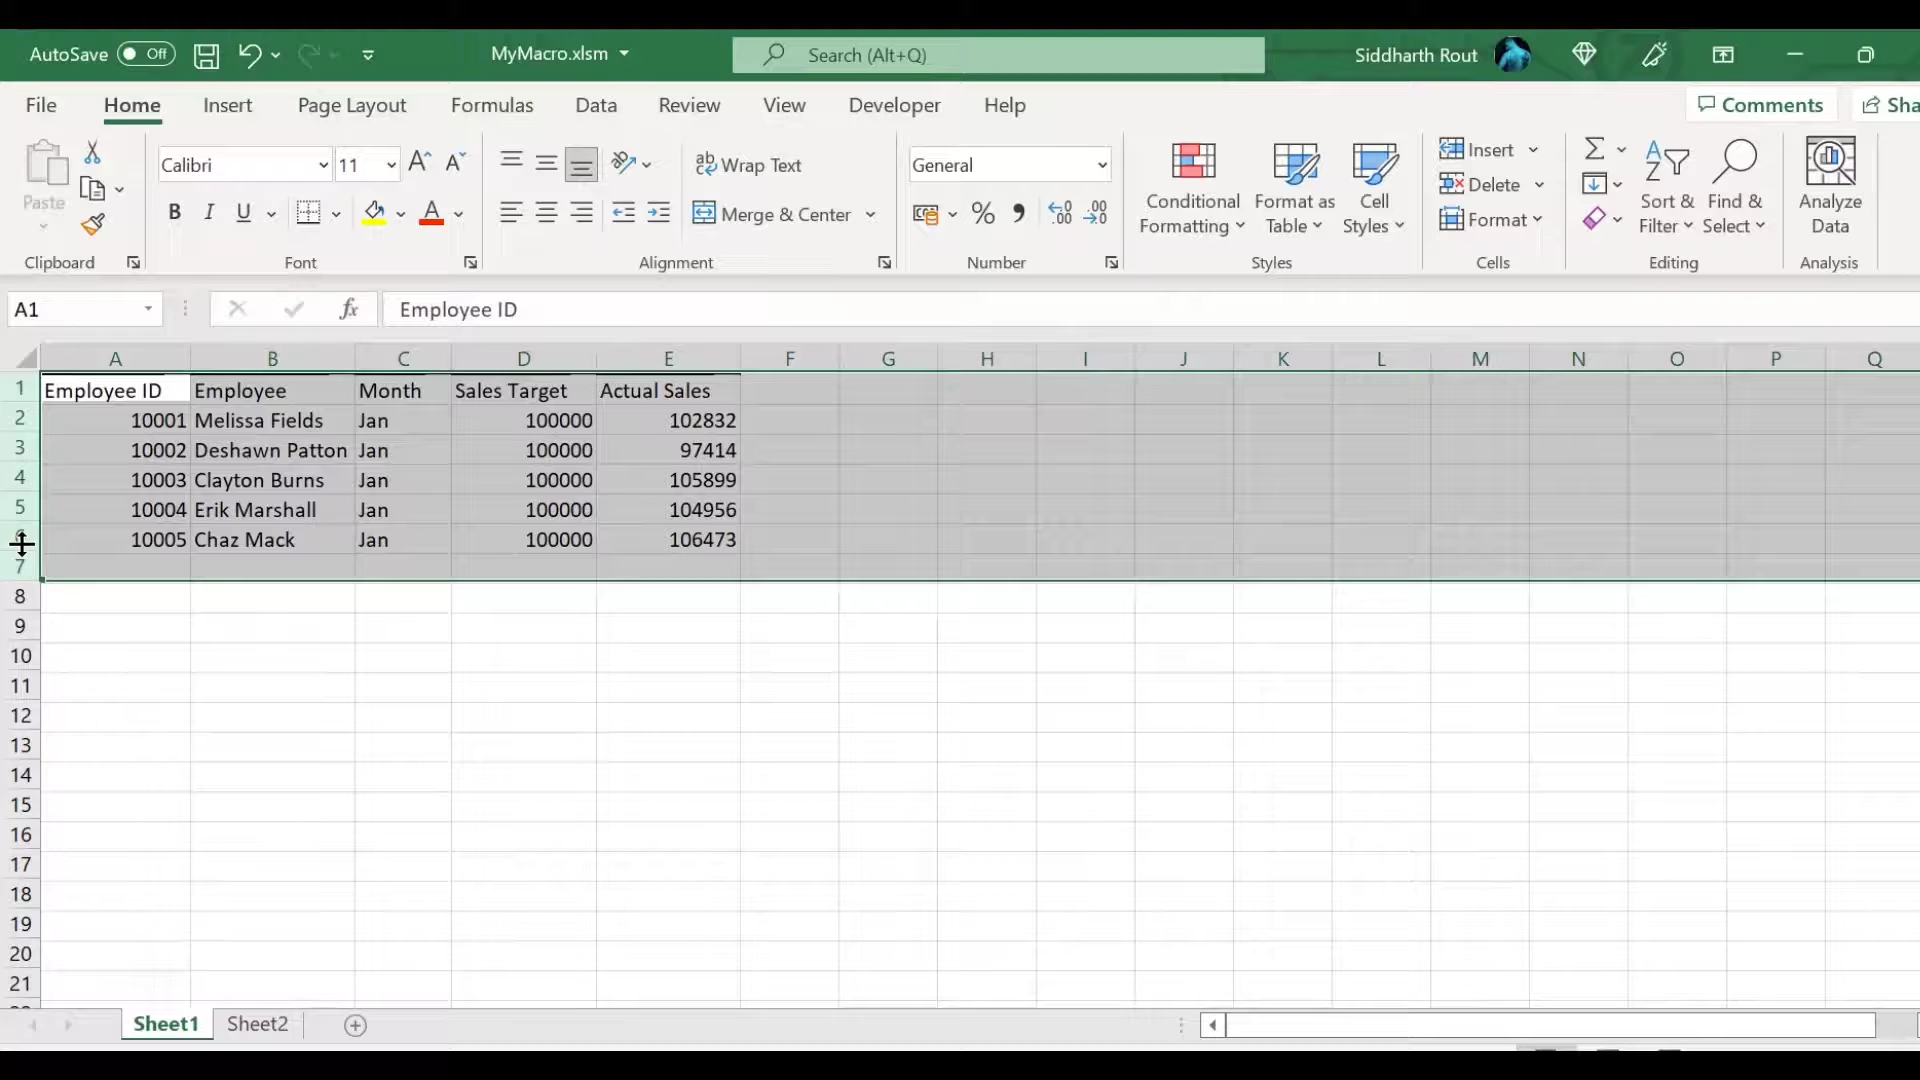 AutoSave Off MyMacro.xlsm Search (Alt+Q) Siddharth Rout
File Home Insert Page Layout Formulas Data Review View Developer Help Comments Sha
Calibri 11 Wrap Text General Insert
Paste Conditional Formatting Format as Table Cell Styles Delete Sort & Filter Find & Select Analyze Data
B I U Merge & Center % Format
Clipboard Font Alignment Number Styles Cells Editing Analysis
A1 fx Employee ID
A B C D E F G H I J K L M N O P Q
1 Employee ID Employee Month Sales Target Actual Sales
2 10001 Melissa Fields Jan 100000 102832
3 10002 Deshawn Patton Jan 100000 97414
4 10003 Clayton Burns Jan 100000 105899
5 10004 Erik Marshall Jan 100000 104956
10005 Chaz Mack Jan 100000 106473
7
8
9
10
11
12
13
14
15
16
17
18
19
20
21
Sheet1 Sheet2